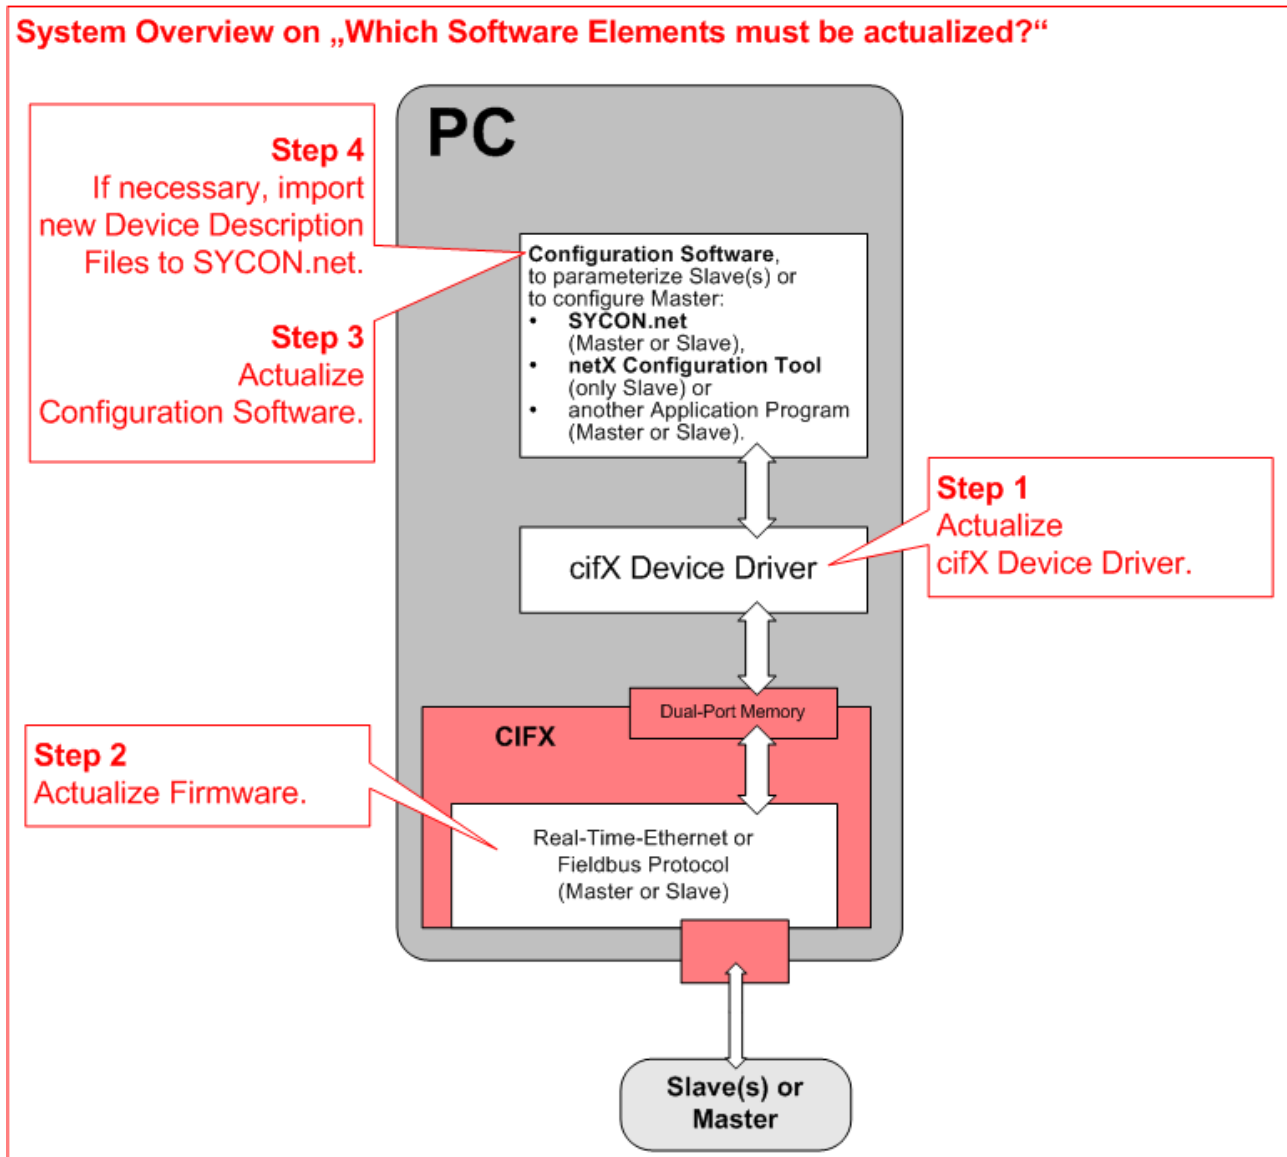 System Overview on „Which Software Elements must be actualized?“
PC
Step 4
If necessary, import
new Device Description
Files to SYCON.net.
Step 3
Actualize
Configuration Software.
Configuration Software,
to parameterize Slave(s) or
to configure Master:
• SYCON.net
(Master or Slave),
• netX Configuration Tool
(only Slave) or
• another Application Program
(Master or Slave).
Step 1
Actualize
cifX Device Driver.
cifX Device Driver
Dual-Port Memory
CIFX
Step 2
Actualize Firmware.
Real-Time-Ethernet or
Fieldbus Protocol
(Master or Slave)
Slave(s) or
Master